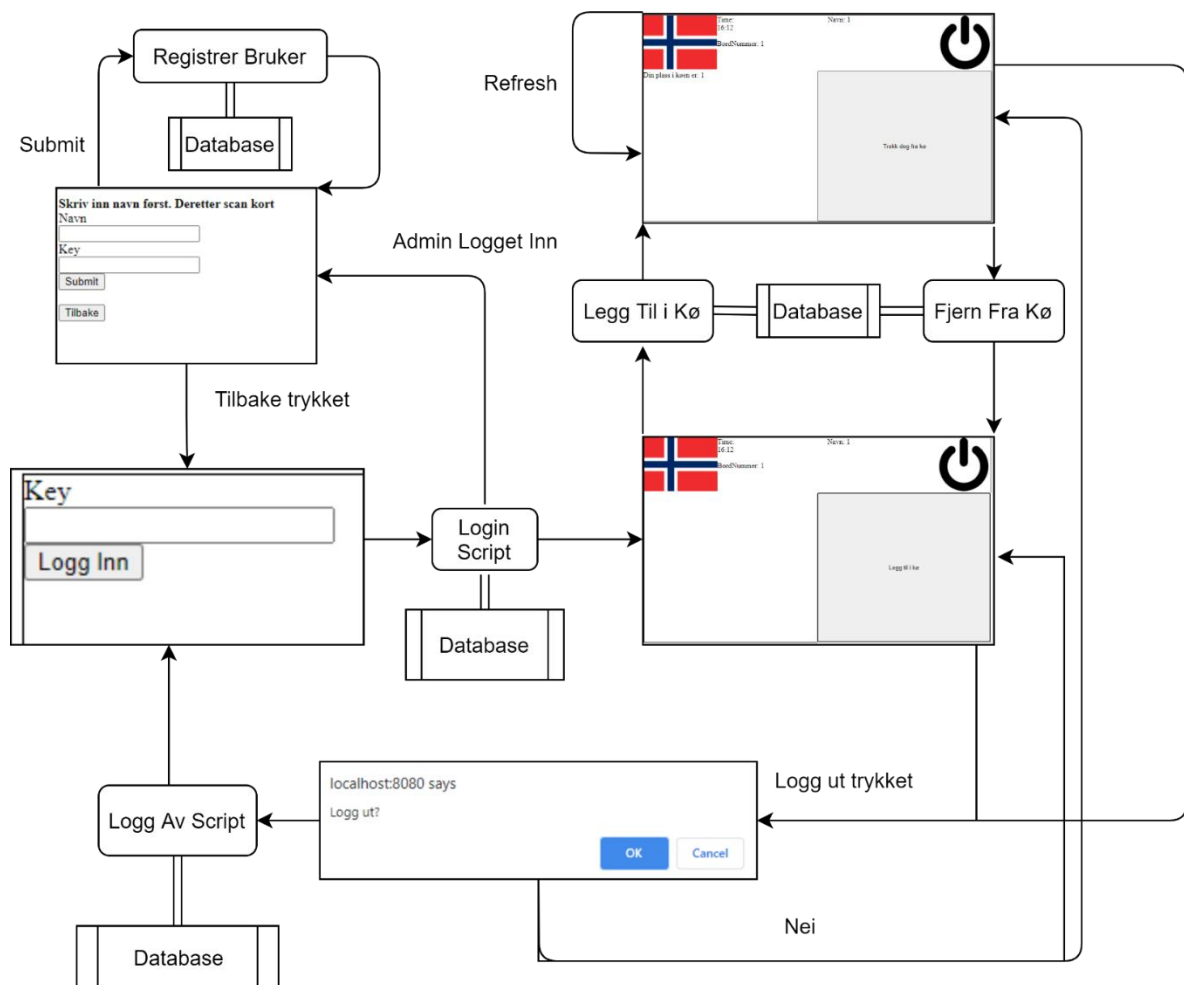 Registrer Bruker
Database
Submit
Skriv inn navn først. Deretter scan kort
Navn
Key
Submit
Tilbake
Tilbake trykket
Admin Logget Inn
Refresh
Time:
16:12
Navn: 1
BordNummer: 1
Din plass i køen er: 1
Trekk deg fra kø
Legg Til i Kø
Database
Fjern Fra Kø
Key
Logg Inn
Login
Script
Database
Time:
16:12
Navn: 1
BordNummer: 1
Legg til i kø
localhost:8080 says
Logg ut?
OK
Cancel
Logg ut trykket
Logg Av Script
Database
Nei